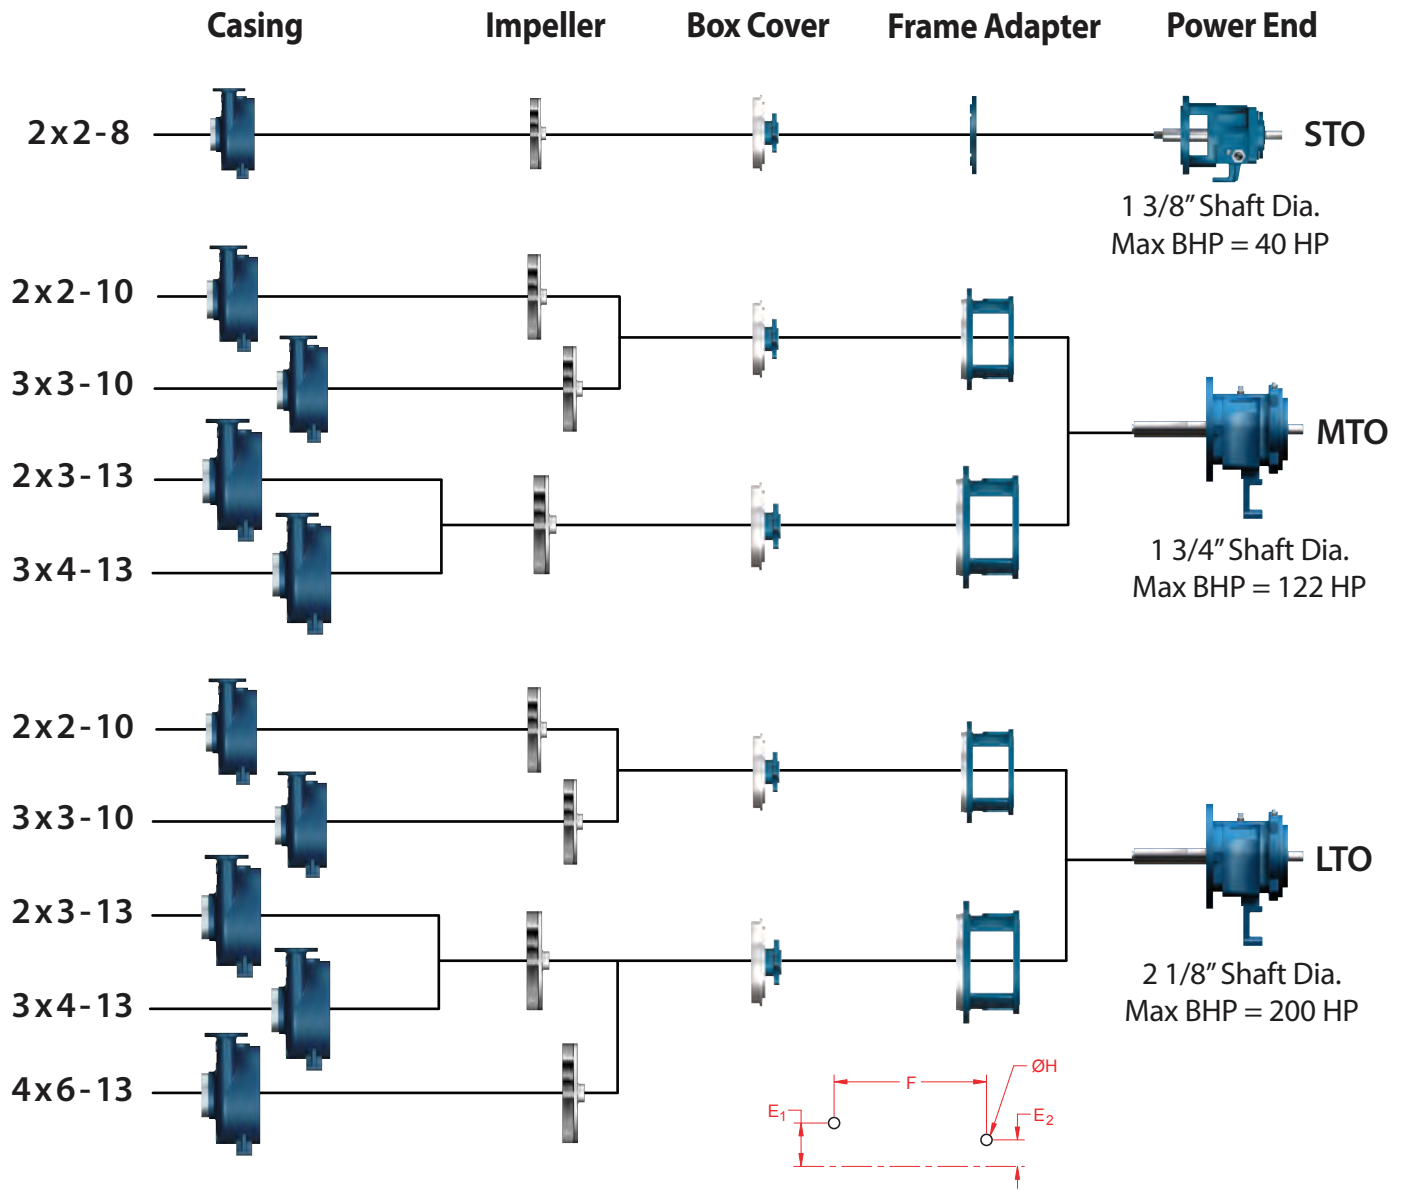 Casing Impeller Box Cover Frame Adapter Power End
2x2-8 STO
1 3/8” Shaft Dia.
Max BHP = 40 HP
2x2-10
3x3-10
MTO
2x3-13
3x4-13
1 3/4” Shaft Dia.
Max BHP = 122 HP
2x2-10
3x3-10
LTO
2x3-13
3x4-13
2 1/8” Shaft Dia.
Max BHP = 200 HP
4x6-13
ØH
F
E1 E2